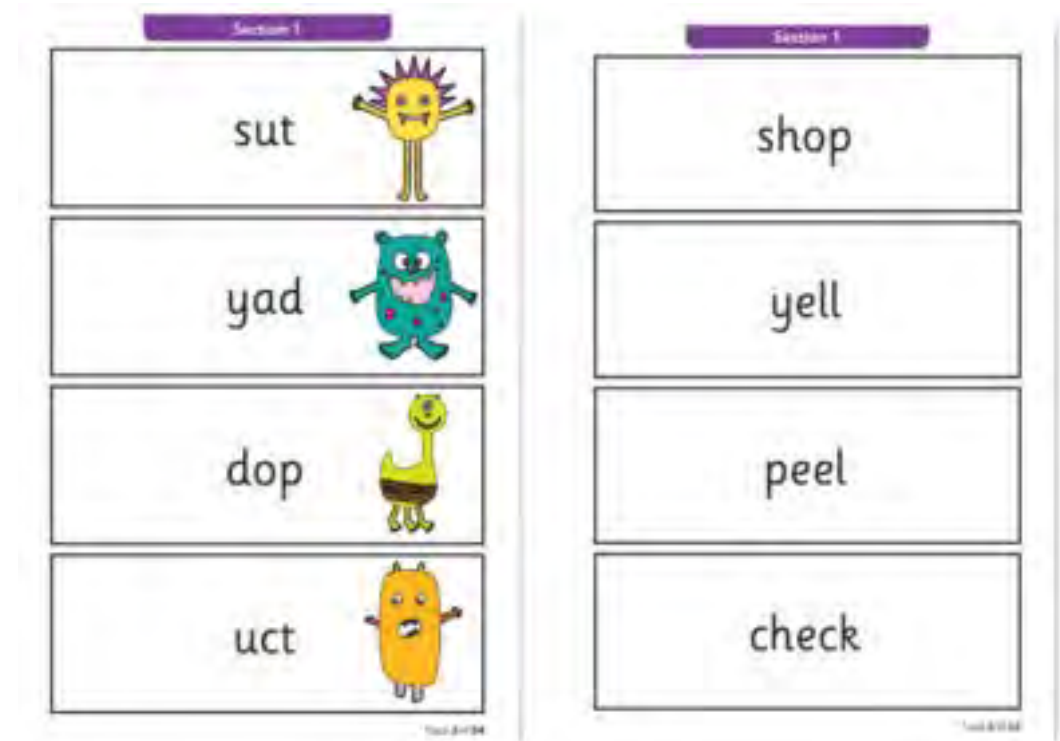 Section 1
sut
yad
dop
uct
Section 1
shop
yell
peel
check